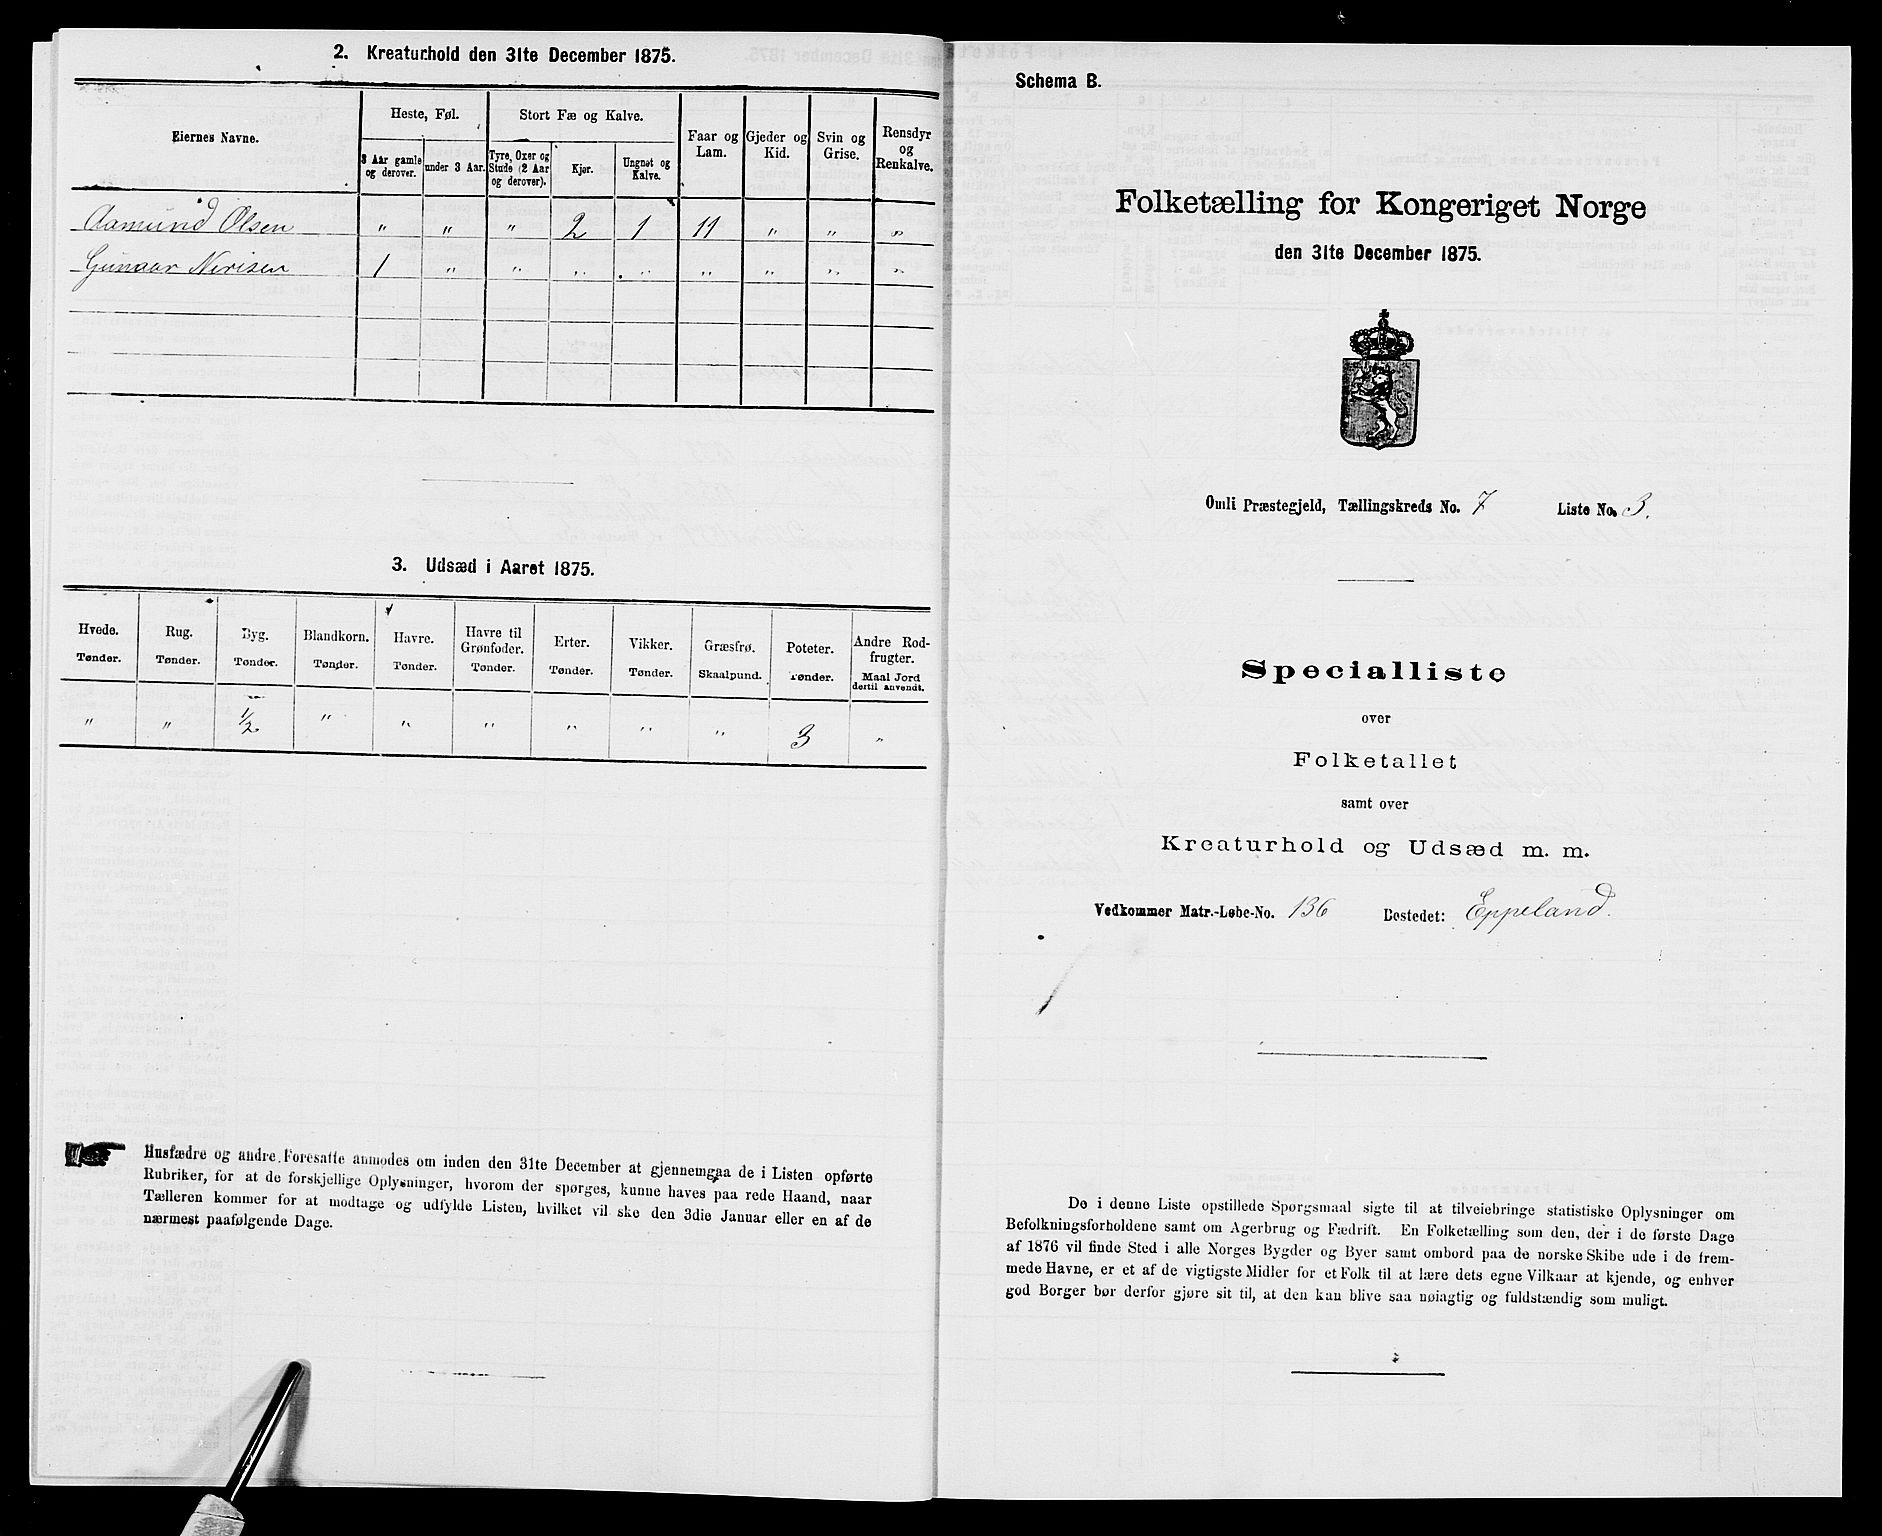 2. Kreaturhold den 31te December 1875.
Eiernes Navne.
Heste, Føl.
Stort Fæ og Kalve.
Faar og Lam.
Gjeder og Kid.
Svin og Grise.
Rensdyr og Renkalve.
3 Aar gamle og derover.
under 3 Aar.
Tyre, Oxer og Stude (2 Aar og derover).
Kjør.
Ungnøt og Kalve.
Aamund Olsen " " " 2 1 11 " " "
Gunaar Nirisen 1 " " " " " " " "
3. Udsæd i Aaret 1875.
Hvede. Rug. Byg. Blandkorn. Havre. Havre til Grønfoder. Erter. Vikker. Græsfrø. Poteter. Andre Rodfrugter.
Tønder. Tønder. Tønder. Tønder. Tønder. Tønder. Tønder. Tønder. Skaalpund. Tønder. Maal Jord dertil anvendt.
" " 1/2 " " " " " " 3 "
Husfædre og andre Foresatte anmodes om inden den 31te December at gjennemgaa de i Listen opførte
Rubriker, for at de forskjellige Oplysninger, hvorom der spørges, kunne haves paa rede Haand, naar
Tælleren kommer for at modtage og udfylde Listen, hvilket vil ske den 3die Januar eller en af de
nærmest paafølgende Dage.
Schema B.
Folketælling for Kongeriget Norge
den 31te December 1875.
Omli Præstegjeld, Tællingskreds No. 7 Liste No. 3.
Specialliste
over
Folketallet
samt over
Kreaturhold og Udsæd m. m.
Vedkommer Matr.-Løbe-No. 136 Bostedet: Eppeland.
De i denne Liste opstillede Spørgsmaal sigte til at tilveiebringe statistiske Oplysninger om
Befolkningsforholdene samt om Agerbrug og Fædrift. En Folketælling som den, der i de første Dage
af 1876 vil finde Sted i alle Norges Bygder og Byer samt ombord paa de norske Skibe ude i de frem-
mede Havne, er et af de vigtigste Midler for et Folk til at lære dets egne Vilkaar at kjende, og enhver
god Borger bør derfor gjøre sit til, at den kan blive saa nøiagtig og fuldstændig som muligt.